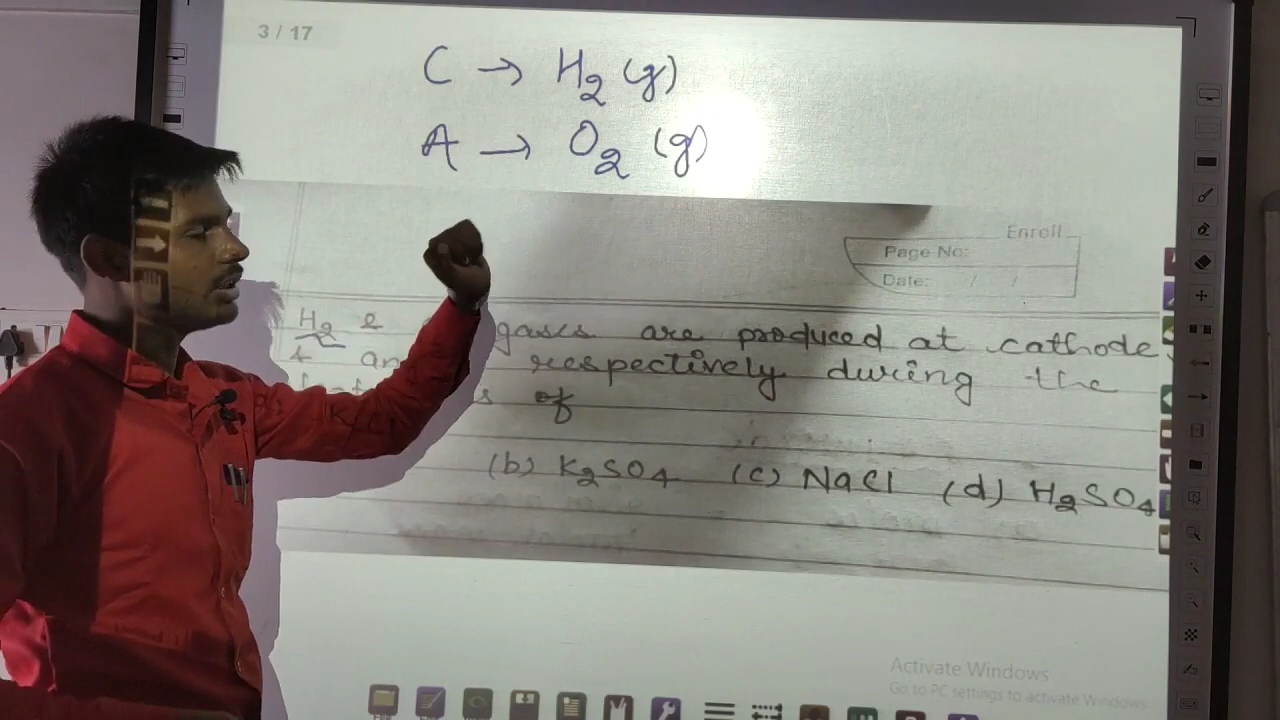 3 / 17
C → H2 (g)
A → O2 (g)
Enroll
Page No:
Date: / /
H2 & gases are produced at cathode
& respectively during the
of
(b) K2SO4 (c) NaCl (d) H2SO4
Activate Windows
Go to PC settings to activate Windows.